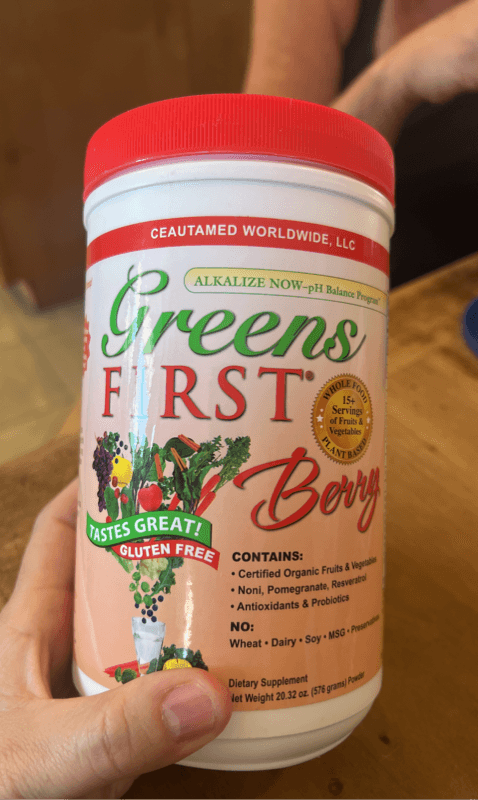 CEAUTAMED WORLDWIDE, LLC
ALKALIZE NOW–pH Balance Program
Greens
FIRST®
WHOLE FOOD
15+
Servings
of Fruits &
Vegetables
PLANT BASED
Berry
TASTES GREAT!
GLUTEN FREE
CONTAINS:
• Certified Organic Fruits & Vegetables
• Noni, Pomegranate, Resveratrol
• Antioxidants & Probiotics
NO:
Wheat • Dairy • Soy • MSG • Preservatives
Dietary Supplement
Net Weight 20.32 oz. (576 grams) Powder